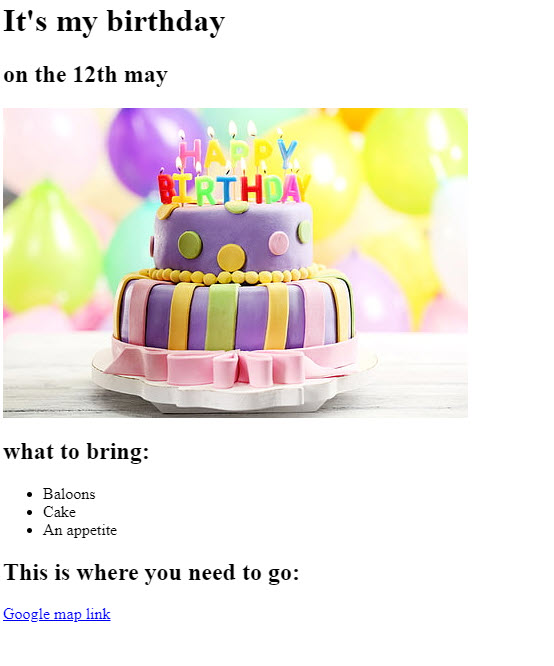 It's my birthday
on the 12th may
HAPPY
BIRTHDAY
what to bring:
Baloons
Cake
An appetite
This is where you need to go:
Google map link